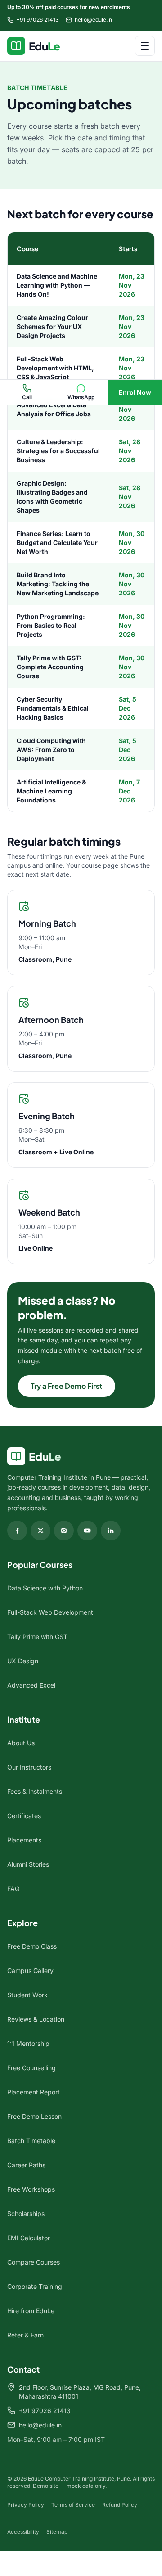 Up to 30% off paid courses for new enrolments
+91 97026 21413 hello@edule.in
EduLe
BATCH TIMETABLE
Upcoming batches
Every course starts a fresh batch every
few weeks. Pick the date and timing that
fits your day — seats are capped at 25 per
batch.
Next batch for every course
Course Starts
Data Science and Machine Mon, 23
Learning with Python — Nov
Hands On! 2026
Create Amazing Colour Mon, 23
Schemes for Your UX Nov
Design Projects 2026
Full-Stack Web Mon, 23
Development with HTML, Nov
CSS & JavaScript 2026
Call WhatsApp Enrol Now
Advanced Excel & Data Nov
Analysis for Office Jobs 2026
Culture & Leadership: Sat, 28
Strategies for a Successful Nov
Business 2026
Graphic Design:
Illustrating Badges and Sat, 28
Icons with Geometric Nov
Shapes 2026
Finance Series: Learn to Mon, 30
Budget and Calculate Your Nov
Net Worth 2026
Build Brand Into Mon, 30
Marketing: Tackling the Nov
New Marketing Landscape 2026
Python Programming: Mon, 30
From Basics to Real Nov
Projects 2026
Tally Prime with GST: Mon, 30
Complete Accounting Nov
Course 2026
Cyber Security Sat, 5
Fundamentals & Ethical Dec
Hacking Basics 2026
Cloud Computing with Sat, 5
AWS: From Zero to Dec
Deployment 2026
Artificial Intelligence & Mon, 7
Machine Learning Dec
Foundations 2026
Regular batch timings
These four timings run every week at the Pune
campus and online. Your course page shows the
exact next start date.
Morning Batch
9:00 – 11:00 am
Mon–Fri
Classroom, Pune
Afternoon Batch
2:00 – 4:00 pm
Mon–Fri
Classroom, Pune
Evening Batch
6:30 – 8:30 pm
Mon–Sat
Classroom + Live Online
Weekend Batch
10:00 am – 1:00 pm
Sat–Sun
Live Online
Missed a class? No
problem.
All live sessions are recorded and shared
the same day, and you can repeat any
missed module with the next batch free of
charge.
Try a Free Demo First
EduLe
Computer Training Institute in Pune — practical,
job-ready courses in development, data, design,
accounting and business, taught by working
professionals.
Popular Courses
Data Science with Python
Full-Stack Web Development
Tally Prime with GST
UX Design
Advanced Excel
Institute
About Us
Our Instructors
Fees & Instalments
Certificates
Placements
Alumni Stories
FAQ
Explore
Free Demo Class
Campus Gallery
Student Work
Reviews & Location
1:1 Mentorship
Free Counselling
Placement Report
Free Demo Lesson
Batch Timetable
Career Paths
Free Workshops
Scholarships
EMI Calculator
Compare Courses
Corporate Training
Hire from EduLe
Refer & Earn
Contact
2nd Floor, Sunrise Plaza, MG Road, Pune,
Maharashtra 411001
+91 97026 21413
hello@edule.in
Mon–Sat, 9:00 am – 7:00 pm IST
© 2026 EduLe Computer Training Institute, Pune. All rights
reserved. Demo site — mock data only.
Privacy Policy Terms of Service Refund Policy
Accessibility Sitemap